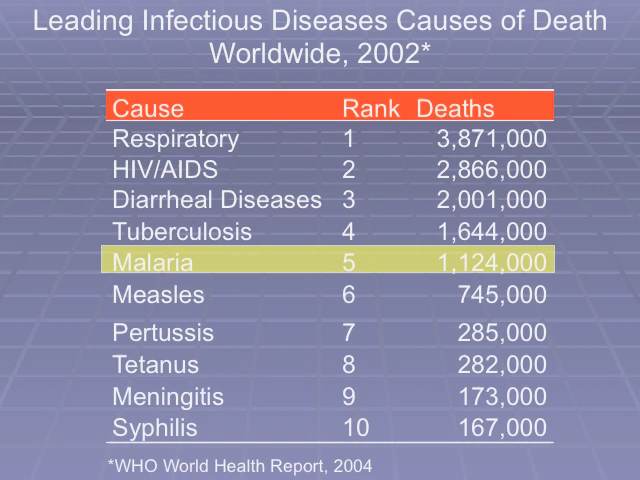 Leading Infectious Diseases Causes of Death
Worldwide, 2002*
Cause Rank Deaths
Respiratory 1 3,871,000
HIV/AIDS 2 2,866,000
Diarrheal Diseases 3 2,001,000
Tuberculosis 4 1,644,000
Malaria 5 1,124,000
Measles 6 745,000
Pertussis 7 285,000
Tetanus 8 282,000
Meningitis 9 173,000
Syphilis 10 167,000
*WHO World Health Report, 2004